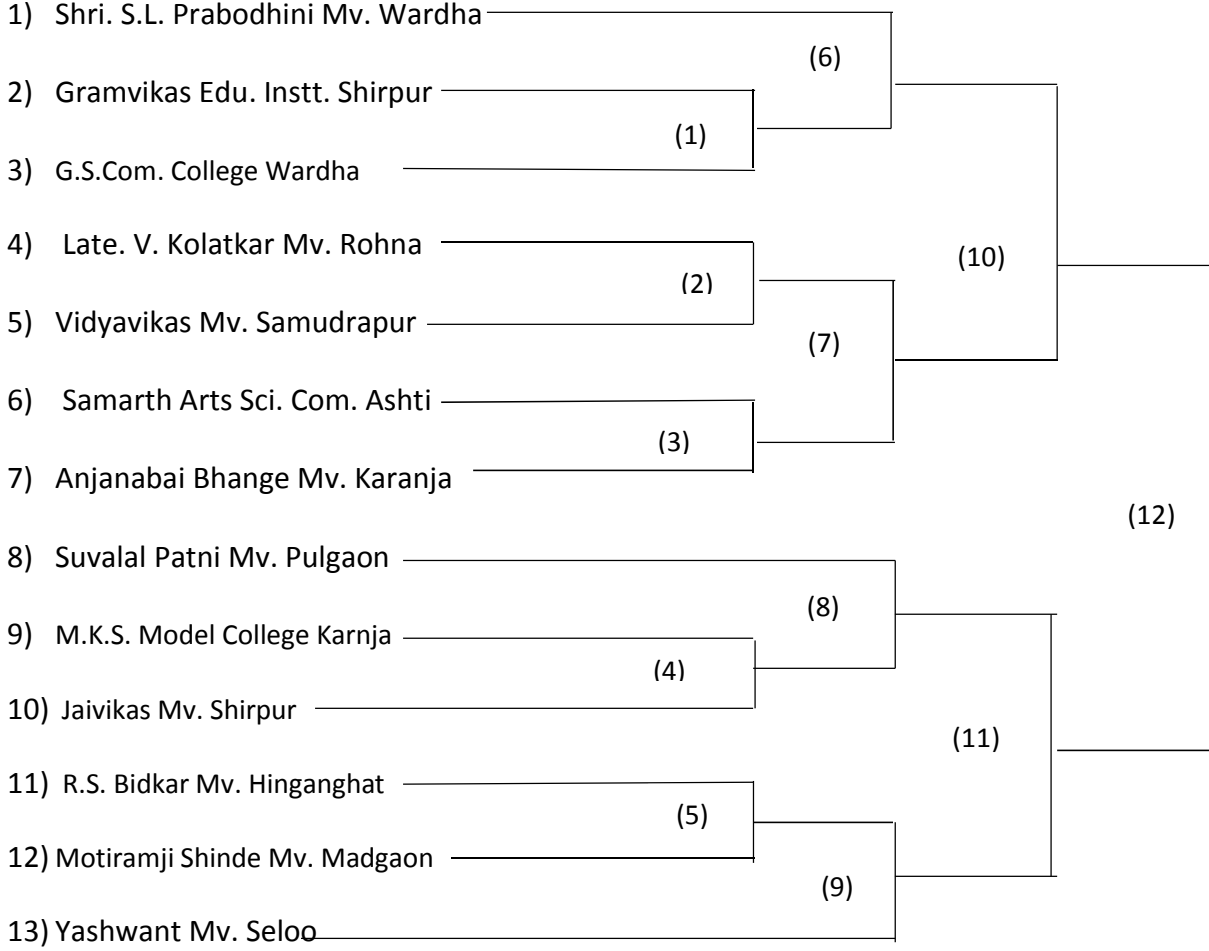 1) Shri. S.L. Prabodhini Mv. Wardha
(6)
2) Gramvikas Edu. Instt. Shirpur
(1)
3) G.S.Com. College Wardha
4) Late. V. Kolatkar Mv. Rohna
(10)
(2)
5) Vidyavikas Mv. Samudrapur
(7)
6) Samarth Arts Sci. Com. Ashti
(3)
7) Anjanabai Bhange Mv. Karanja
(12)
8) Suvalal Patni Mv. Pulgaon
(8)
9) M.K.S. Model College Karnja
(4)
10) Jaivikas Mv. Shirpur
(11)
11) R.S. Bidkar Mv. Hinganghat
(5)
12) Motiramji Shinde Mv. Madgaon
(9)
13) Yashwant Mv. Seloo